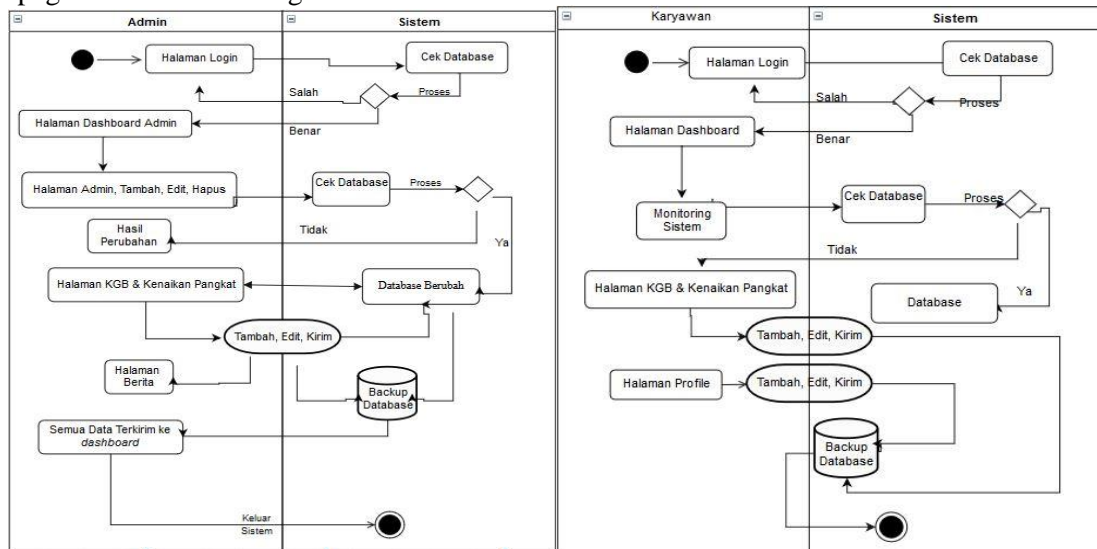 Admin
Sistem
Halaman Login
Cek Database
Salah
Proses
Halaman Dashboard Admin
Benar
Halaman Admin, Tambah, Edit, Hapus
Cek Database
Proses
Hasil
Perubahan
Tidak
Ya
Halaman KGB & Kenaikan Pangkat
Database Berubah
Tambah, Edit, Kirim
Halaman
Berita
Backup
Database
Semua Data Terkirim ke
dashboard
Keluar
Sistem
Karyawan
Sistem
Halaman Login
Cek Database
Salah
Proses
Halaman Dashboard
Benar
Monitoring
Sistem
Cek Database
Proses
Tidak
Halaman KGB & Kenaikan Pangkat
Database
Ya
Tambah, Edit, Kirim
Halaman Profile
Tambah, Edit, Kirim
Backup
Database